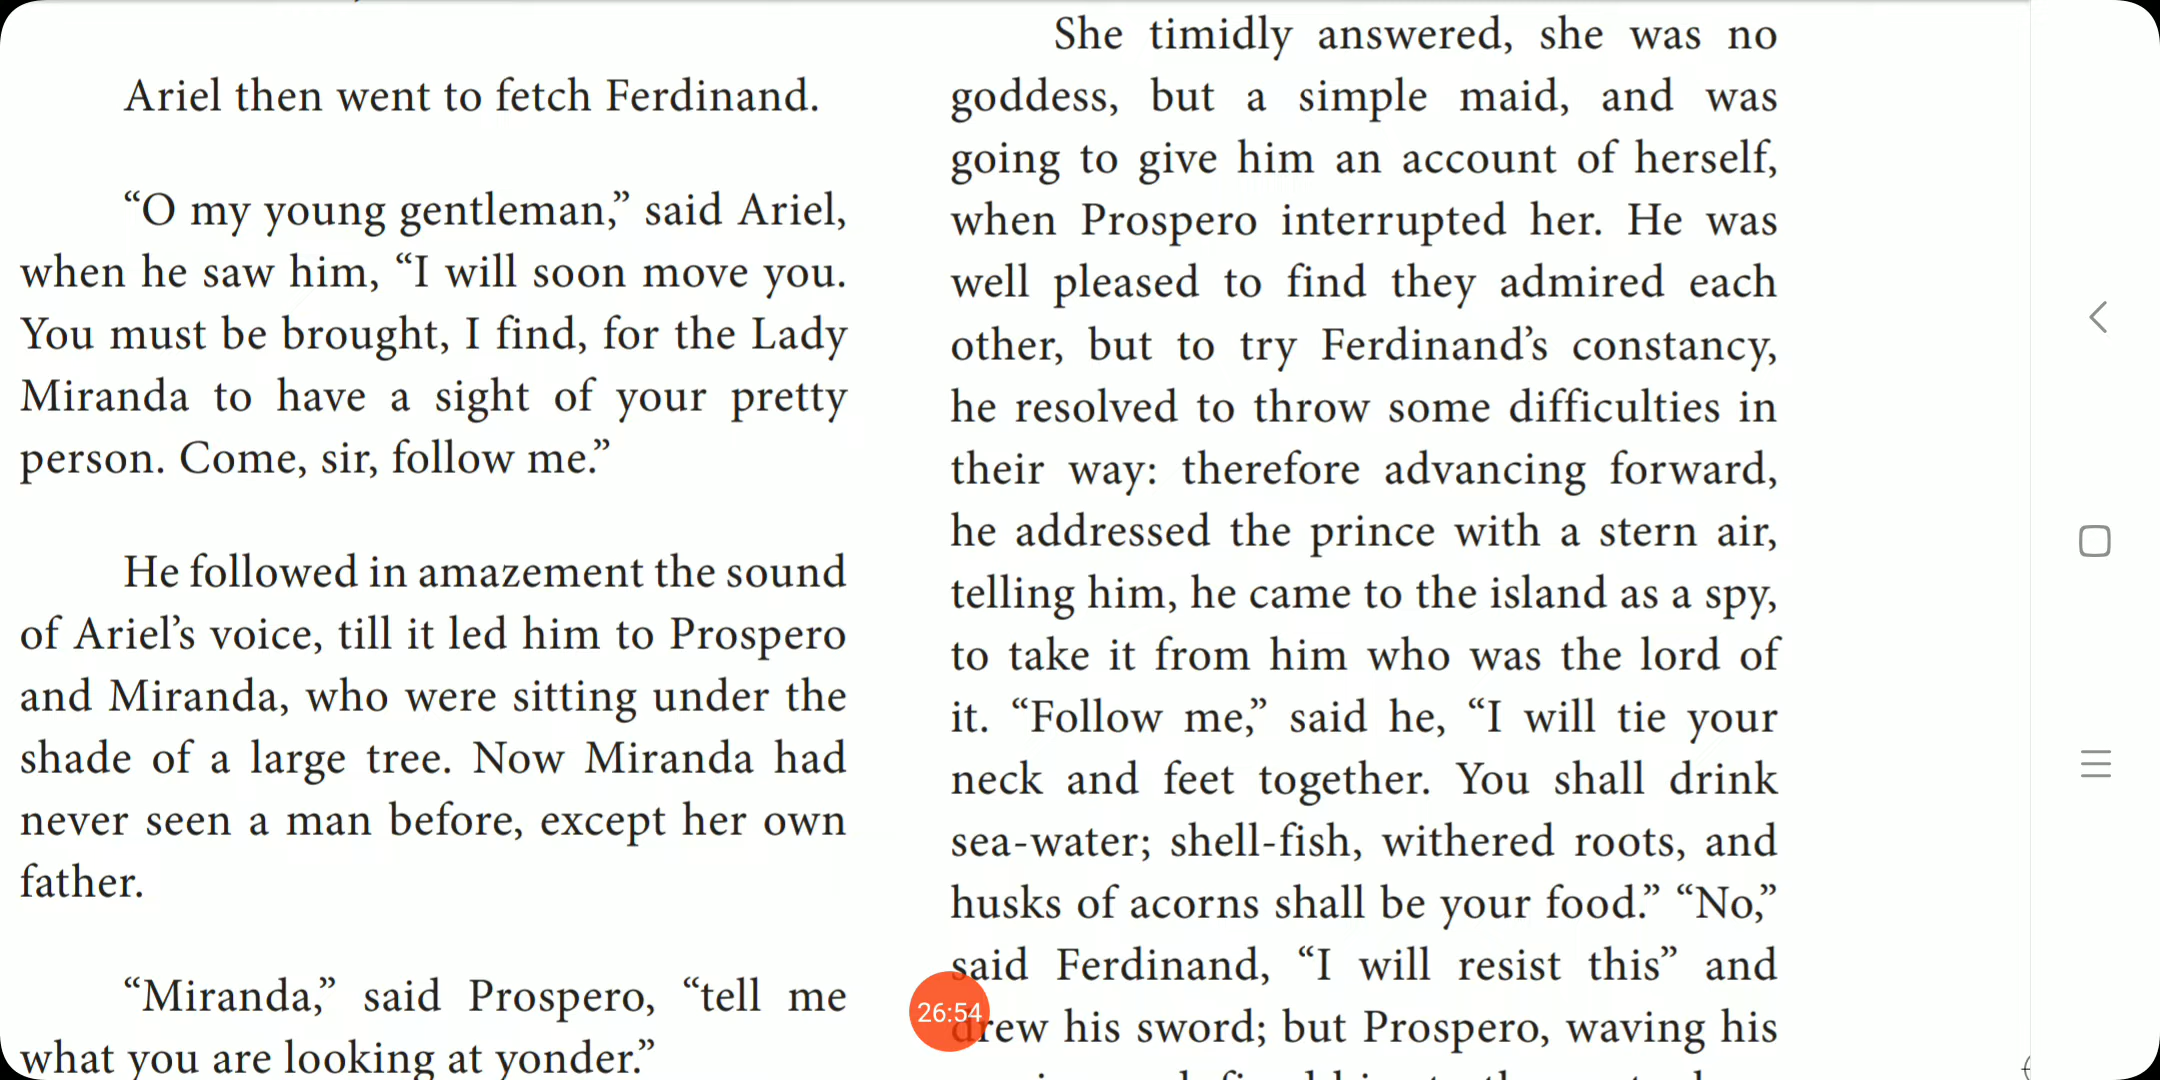 Ariel then went to fetch Ferdinand.
“O my young gentleman,” said Ariel,
when he saw him, “I will soon move you.
You must be brought, I find, for the Lady
Miranda to have a sight of your pretty
person. Come, sir, follow me.”
He followed in amazement the sound
of Ariel’s voice, till it led him to Prospero
and Miranda, who were sitting under the
shade of a large tree. Now Miranda had
never seen a man before, except her own
father.
“Miranda,” said Prospero, “tell me
what you are looking at yonder.”
She timidly answered, she was no
goddess, but a simple maid, and was
going to give him an account of herself,
when Prospero interrupted her. He was
well pleased to find they admired each
other, but to try Ferdinand’s constancy,
he resolved to throw some difficulties in
their way: therefore advancing forward,
he addressed the prince with a stern air,
telling him, he came to the island as a spy,
to take it from him who was the lord of
it. “Follow me,” said he, “I will tie your
neck and feet together. You shall drink
sea-water; shell-fish, withered roots, and
husks of acorns shall be your food.” “No,”
said Ferdinand, “I will resist this” and
drew his sword; but Prospero, waving his
26:54